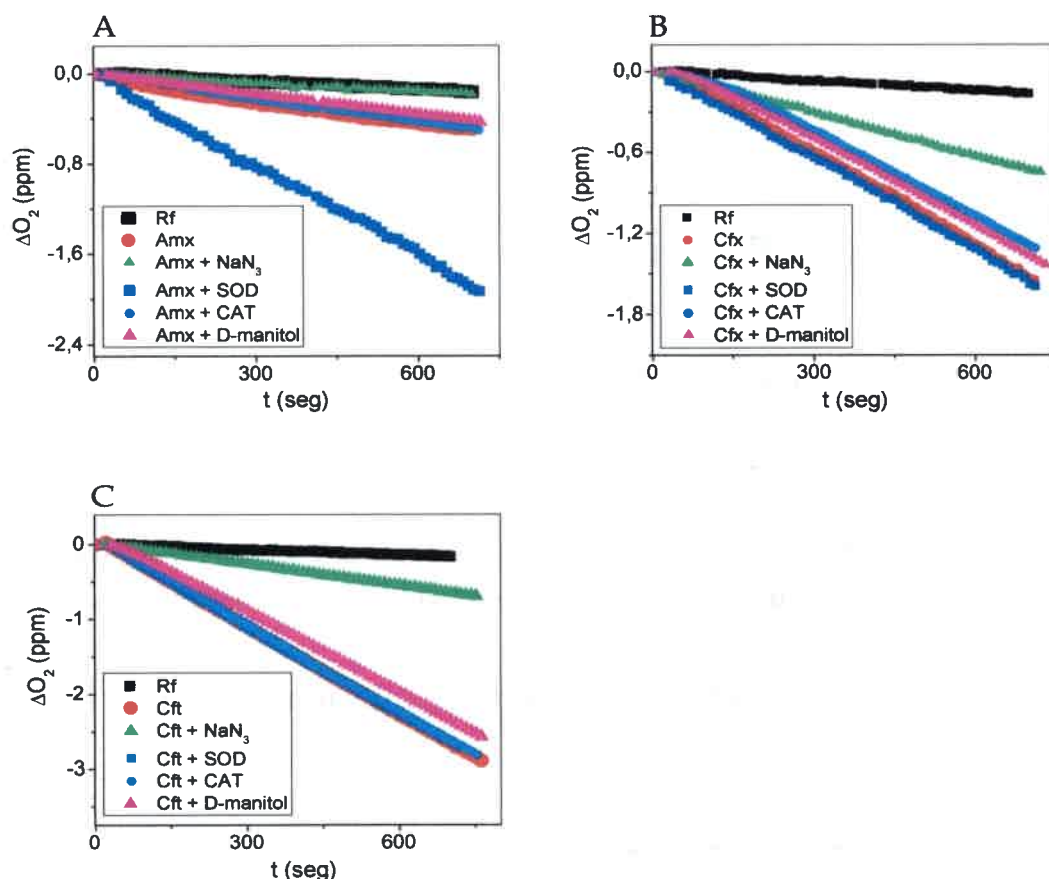 A
0,0
-0,8
-1,6
-2,4
ΔO₂ (ppm)
Rf
Amx
Amx + NaN₃
Amx + SOD
Amx + CAT
Amx + D-manitol
0 300 600
t (seg)
B
0,0
-0,6
-1,2
-1,8
ΔO₂ (ppm)
Rf
Cfx
Cfx + NaN₃
Cfx + SOD
Cfx + CAT
Cfx + D-manitol
0 300 600
t (seg)
C
0
-1
-2
-3
ΔO₂ (ppm)
Rf
Cft
Cft + NaN₃
Cft + SOD
Cft + CAT
Cft + D-manitol
0 300 600
t (seg)